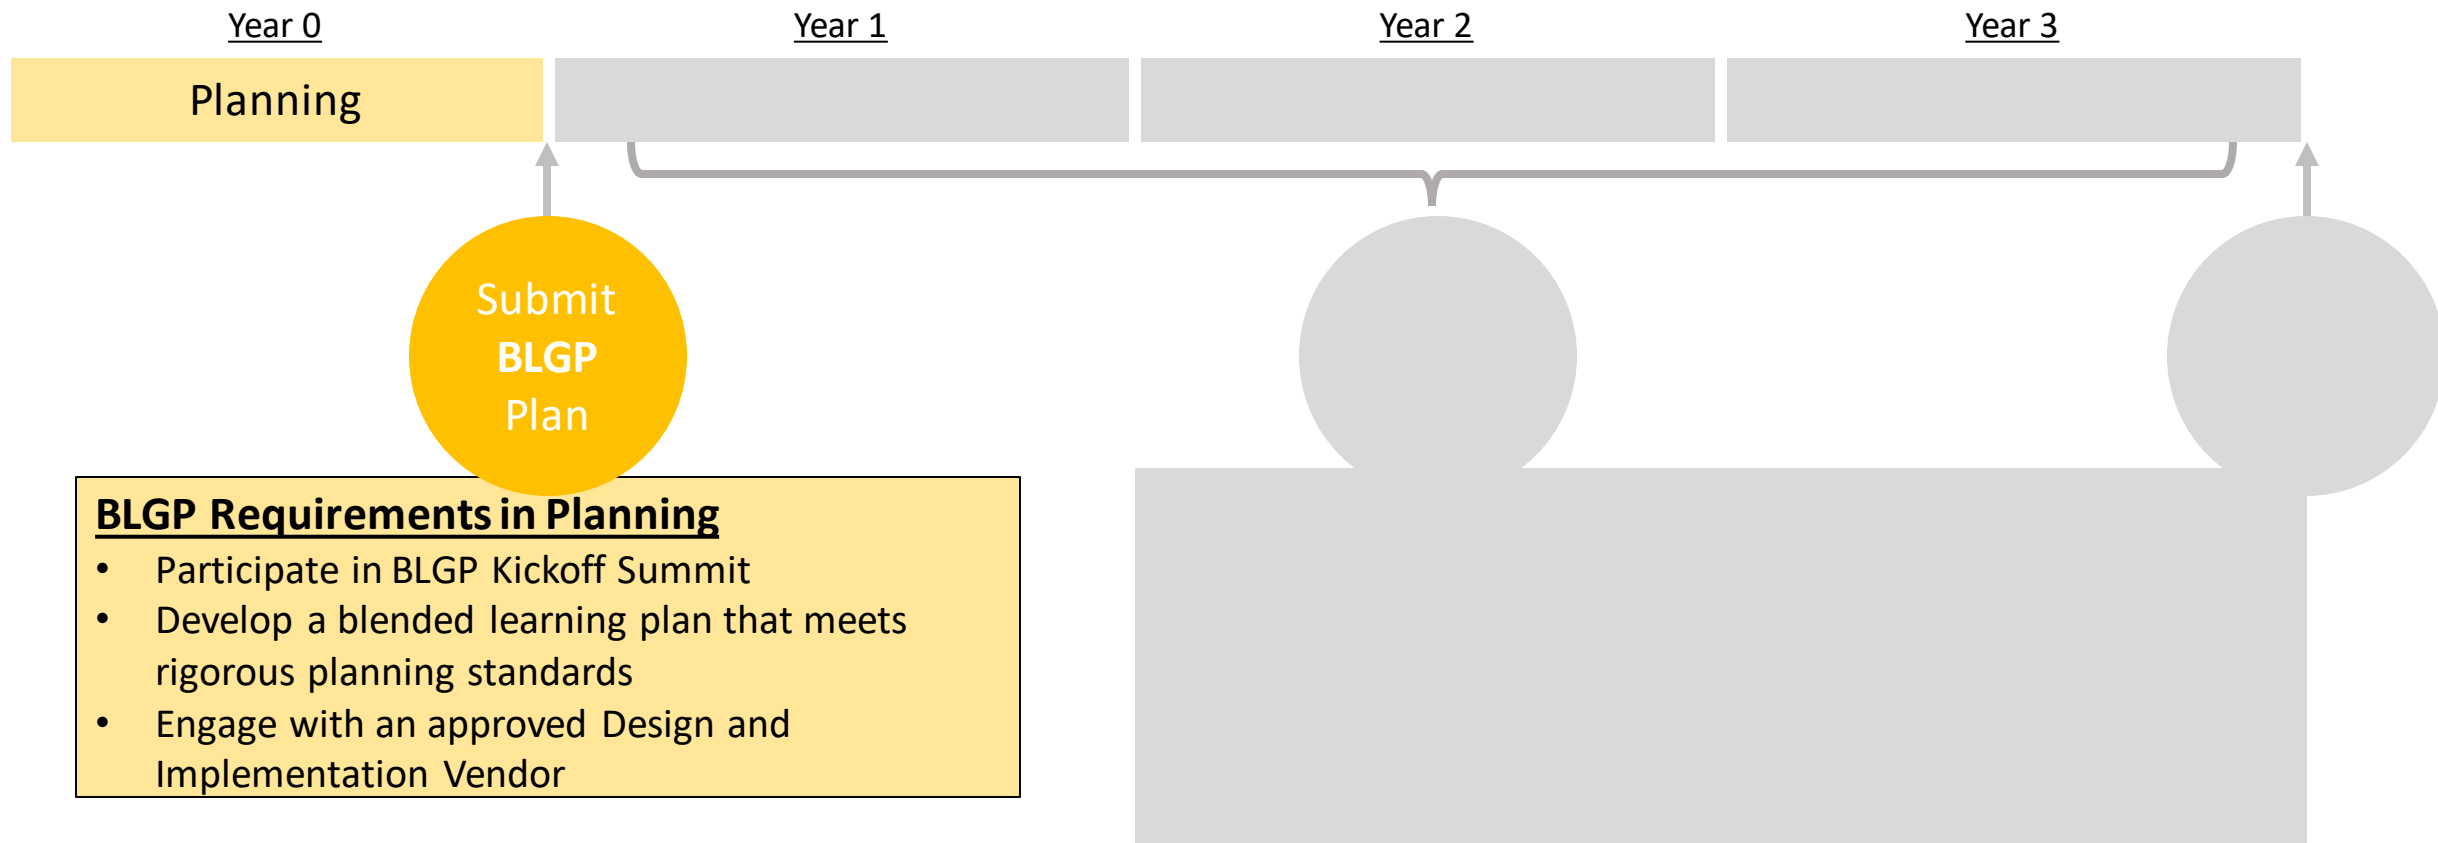 Year 0
Year 1
Year 2
Year 3
Planning
Submit
BLGP
Plan
BLGP Requirements in Planning
• Participate in BLGP Kickoff Summit
• Develop a blended learning plan that meets
rigorous planning standards
• Engage with an approved Design and
Implementation Vendor